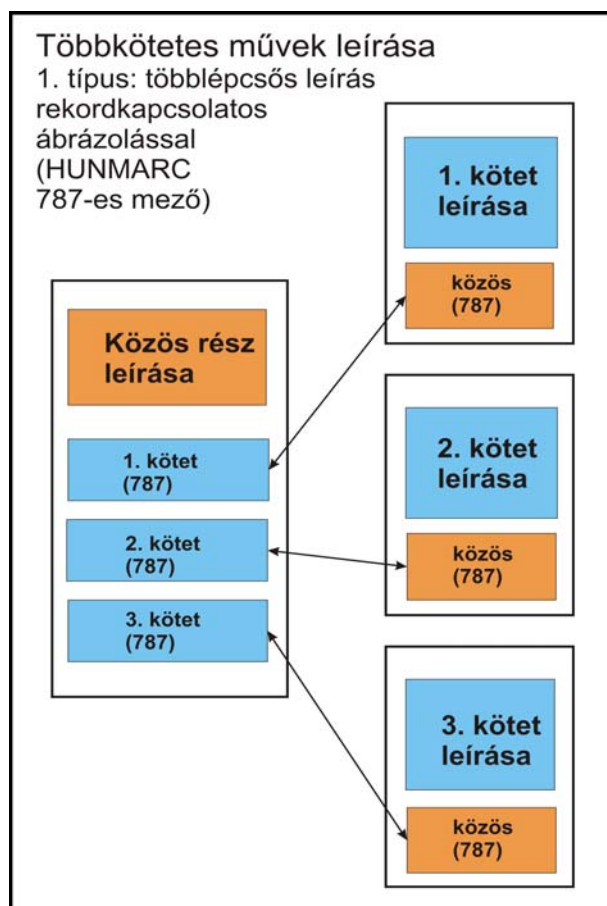 Többkötetes művek leírása
1. típus: többlépcsős leírás
rekordkapcsolatos
ábrázolással
(HUNMARC
787-es mező)
Közös rész
leírása
1. kötet
(787)
2. kötet
(787)
3. kötet
(787)
1. kötet
leírása
közös
(787)
2. kötet
leírása
közös
(787)
3. kötet
leírása
közös
(787)